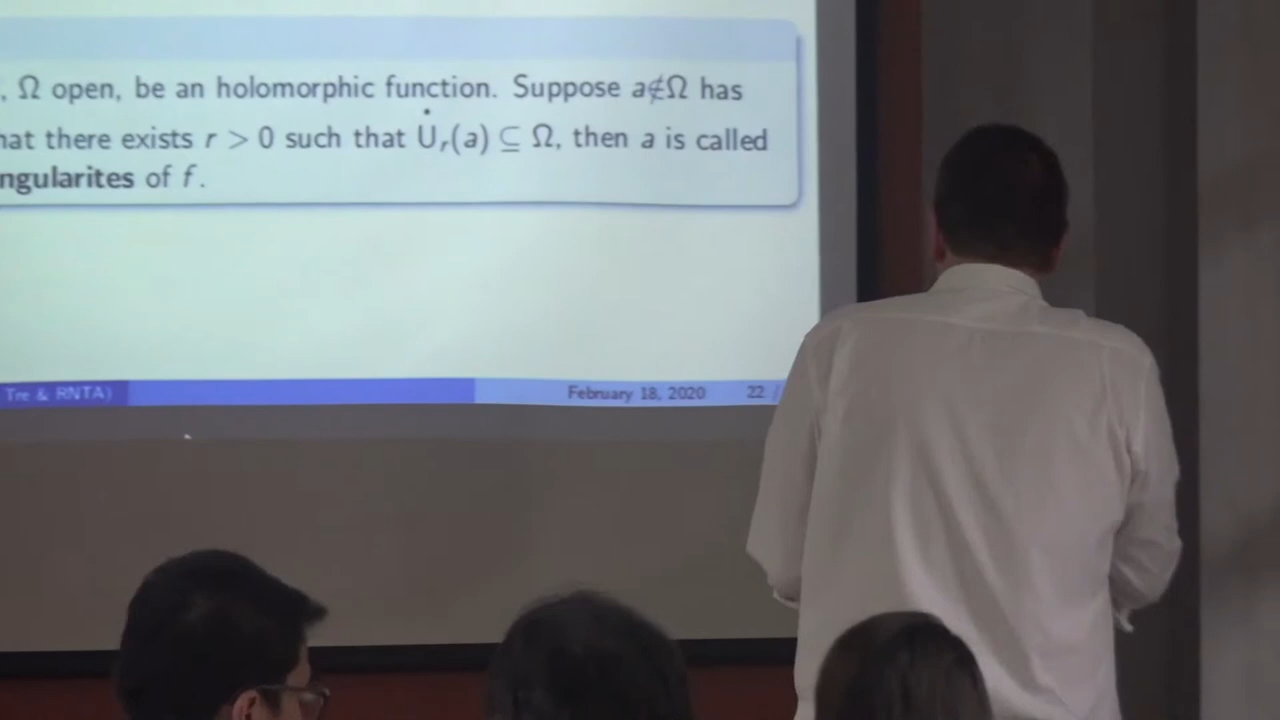 , Ω open, be an holomorphic function. Suppose a∉Ω has
hat there exists r > 0 such that U̇ᵣ(a) ⊆ Ω, then a is called
ngularites of f.
Tre & RNTA) February 18, 2020 22 /